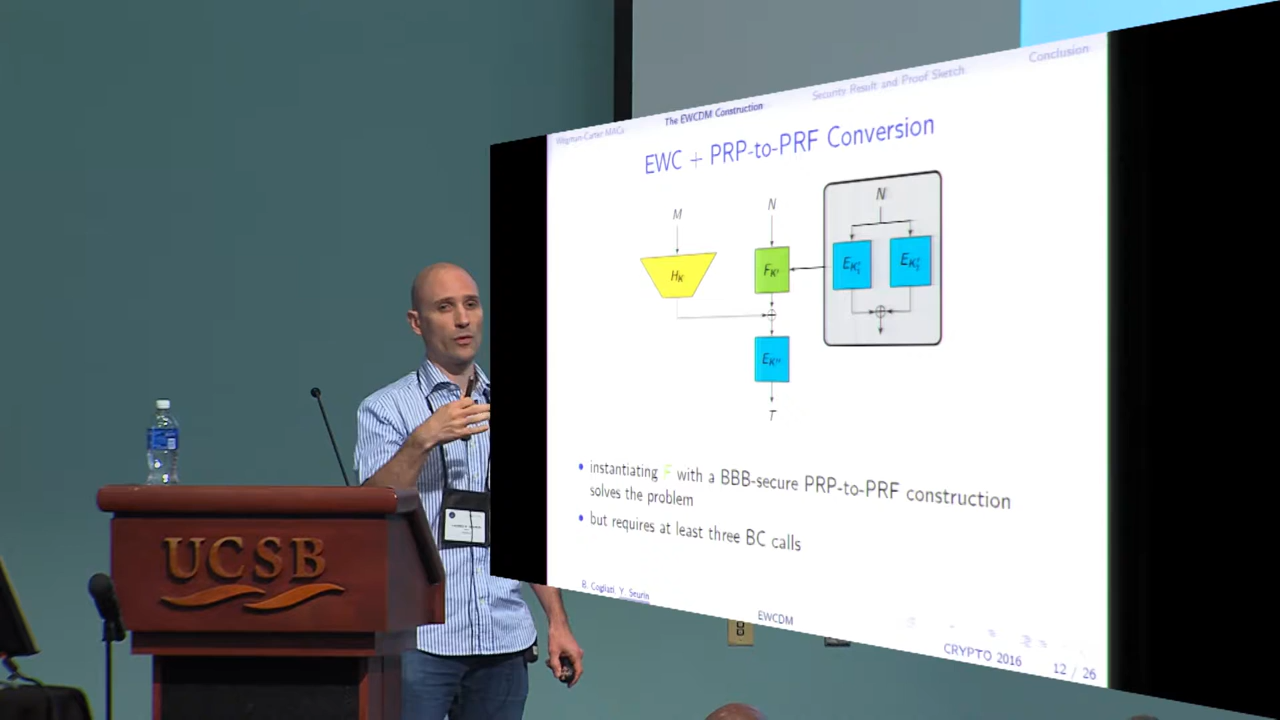 Conclusion
Security Result and Proof Sketch
The EWCDM Construction
Wegman-Carter MACs
EWC + PRP-to-PRF Conversion
M
N
N
H_K
F_K'
E_K'_1
E_K'_2
E_K''
T
• instantiating F with a BBB-secure PRP-to-PRF construction
solves the problem
• but requires at least three BC calls
B. Cogliati, Y. Seurin
EWCDM
CRYPTO 2016
12 / 26
UCSB